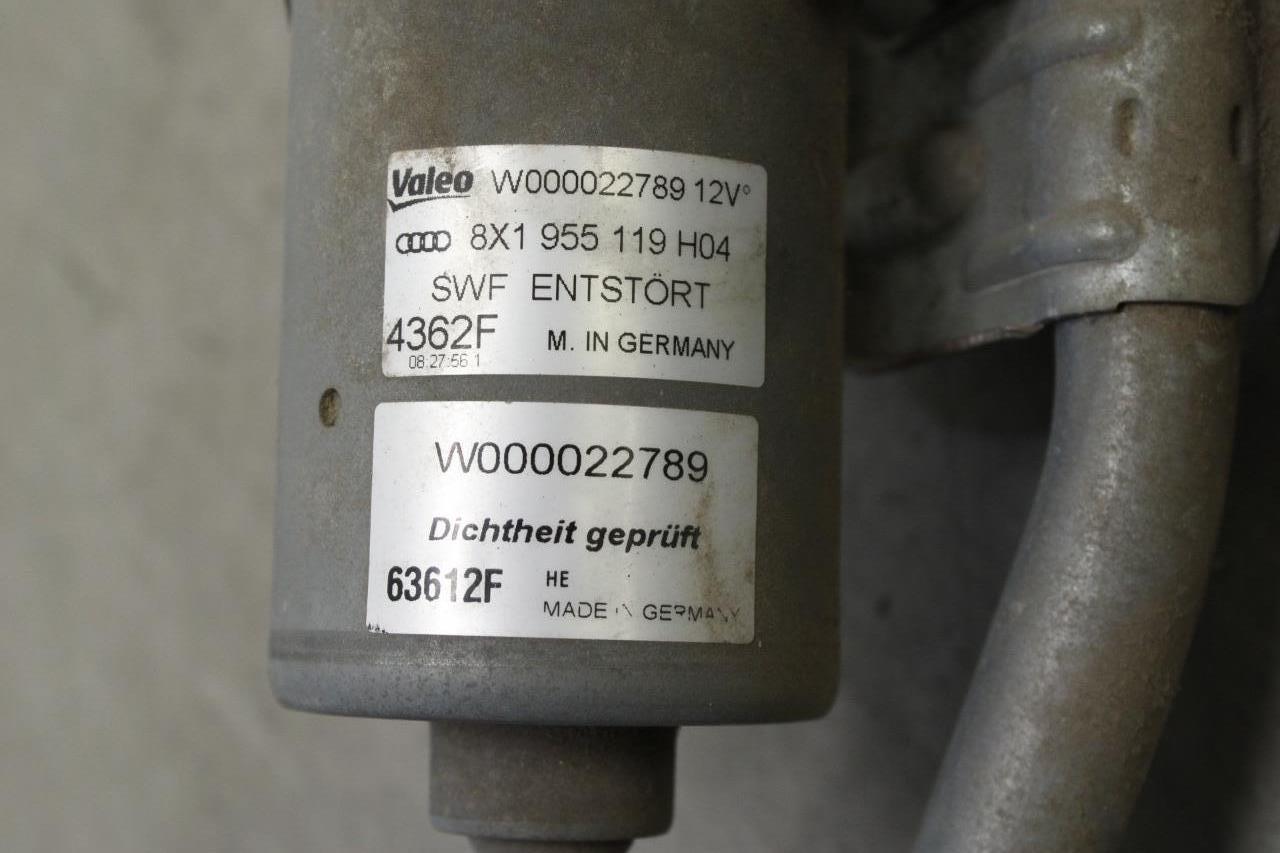 Valeo W000022789 12V°
8X1 955 119 H04
SWF ENTSTÖRT
4362F M. IN GERMANY
08:27:56 1
W000022789
Dichtheit geprüft
63612F HE
MADE IN GERMANY